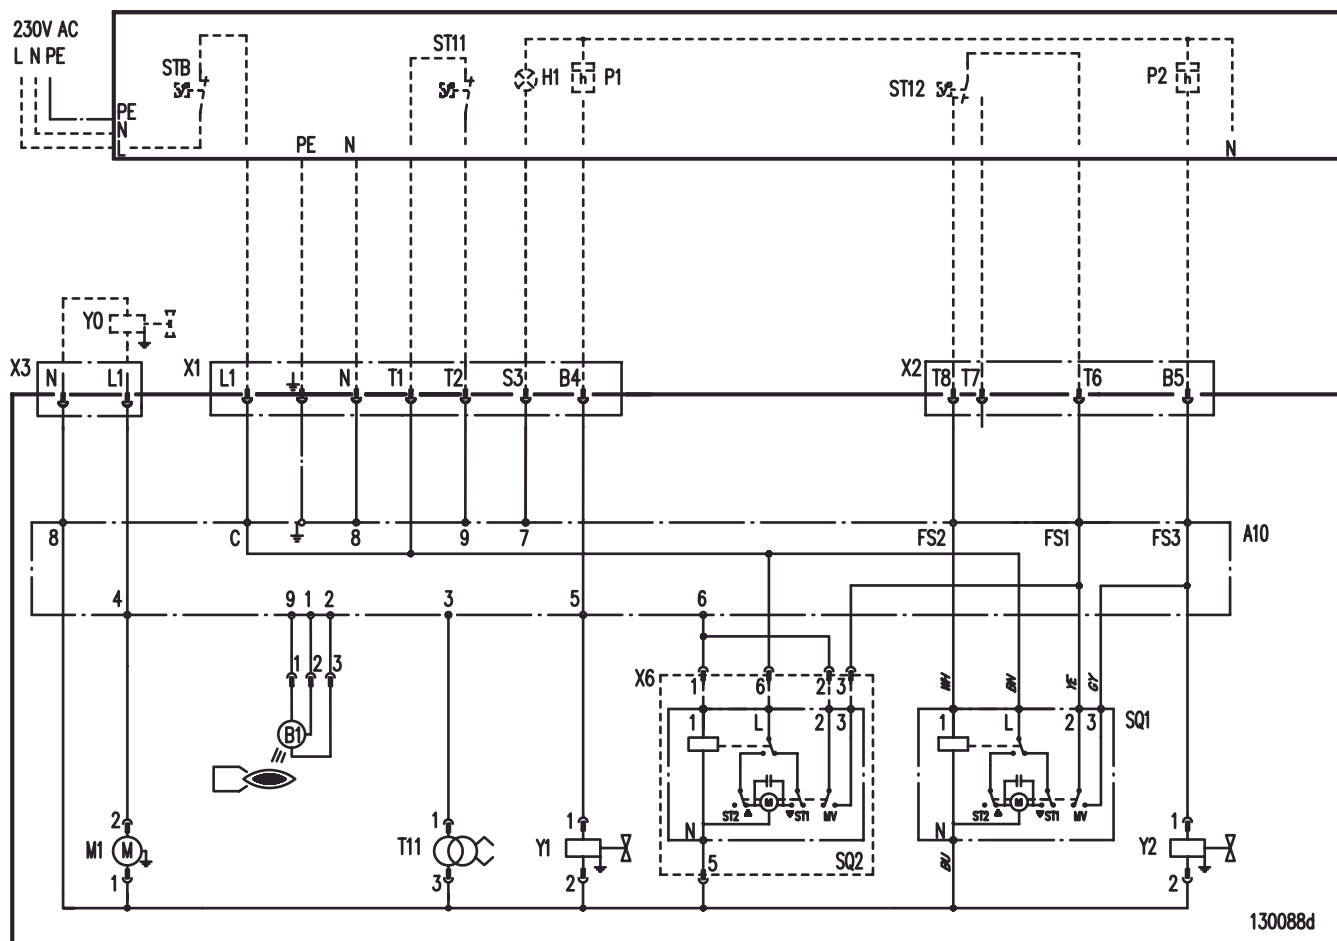 230V AC
L N PE
STB
ST11
H1
P1
ST12
P2
PE
N
L
PE
N
N
Y0
X3
N
L1
X1
L1
N
T1
T2
S3
B4
X2
T8
T7
T6
B5
8
C
8
9
7
FS2
FS1
FS3
A10
4
9
1
2
3
5
6
1
2
3
X6
1
6
2
3
WH
BN
YE
GY
1
L
2
3
1
L
2
3
SQ1
B1
M
ST2
ST1
MV
M
ST2
ST1
MV
2
1
1
1
M1
M
T11
Y1
N
SQ2
N
Y2
1
3
2
5
BU
2
130088d